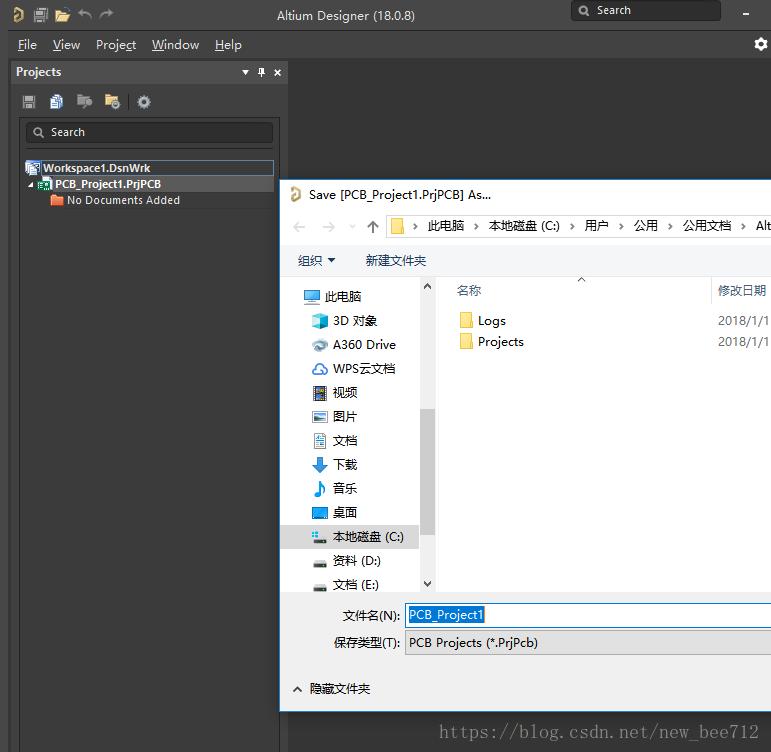 Altium Designer (18.0.8)
Search
File View Project Window Help
Projects
Search
Workspace1.DsnWrk
PCB_Project1.PrjPCB
No Documents Added
Save [PCB_Project1.PrjPCB] As...
此电脑 本地磁盘 (C:) 用户 公用 公用文档 Alt
组织 新建文件夹
名称 修改日期
此电脑
3D 对象
A360 Drive
WPS云文档
视频
图片
文档
下载
音乐
桌面
本地磁盘 (C:)
资料 (D:)
文档 (E:)
Logs 2018/1/1
Projects 2018/1/1
文件名(N): PCB_Project1
保存类型(T): PCB Projects (*.PrjPcb)
隐藏文件夹
https://blog.csdn.net/new_bee712